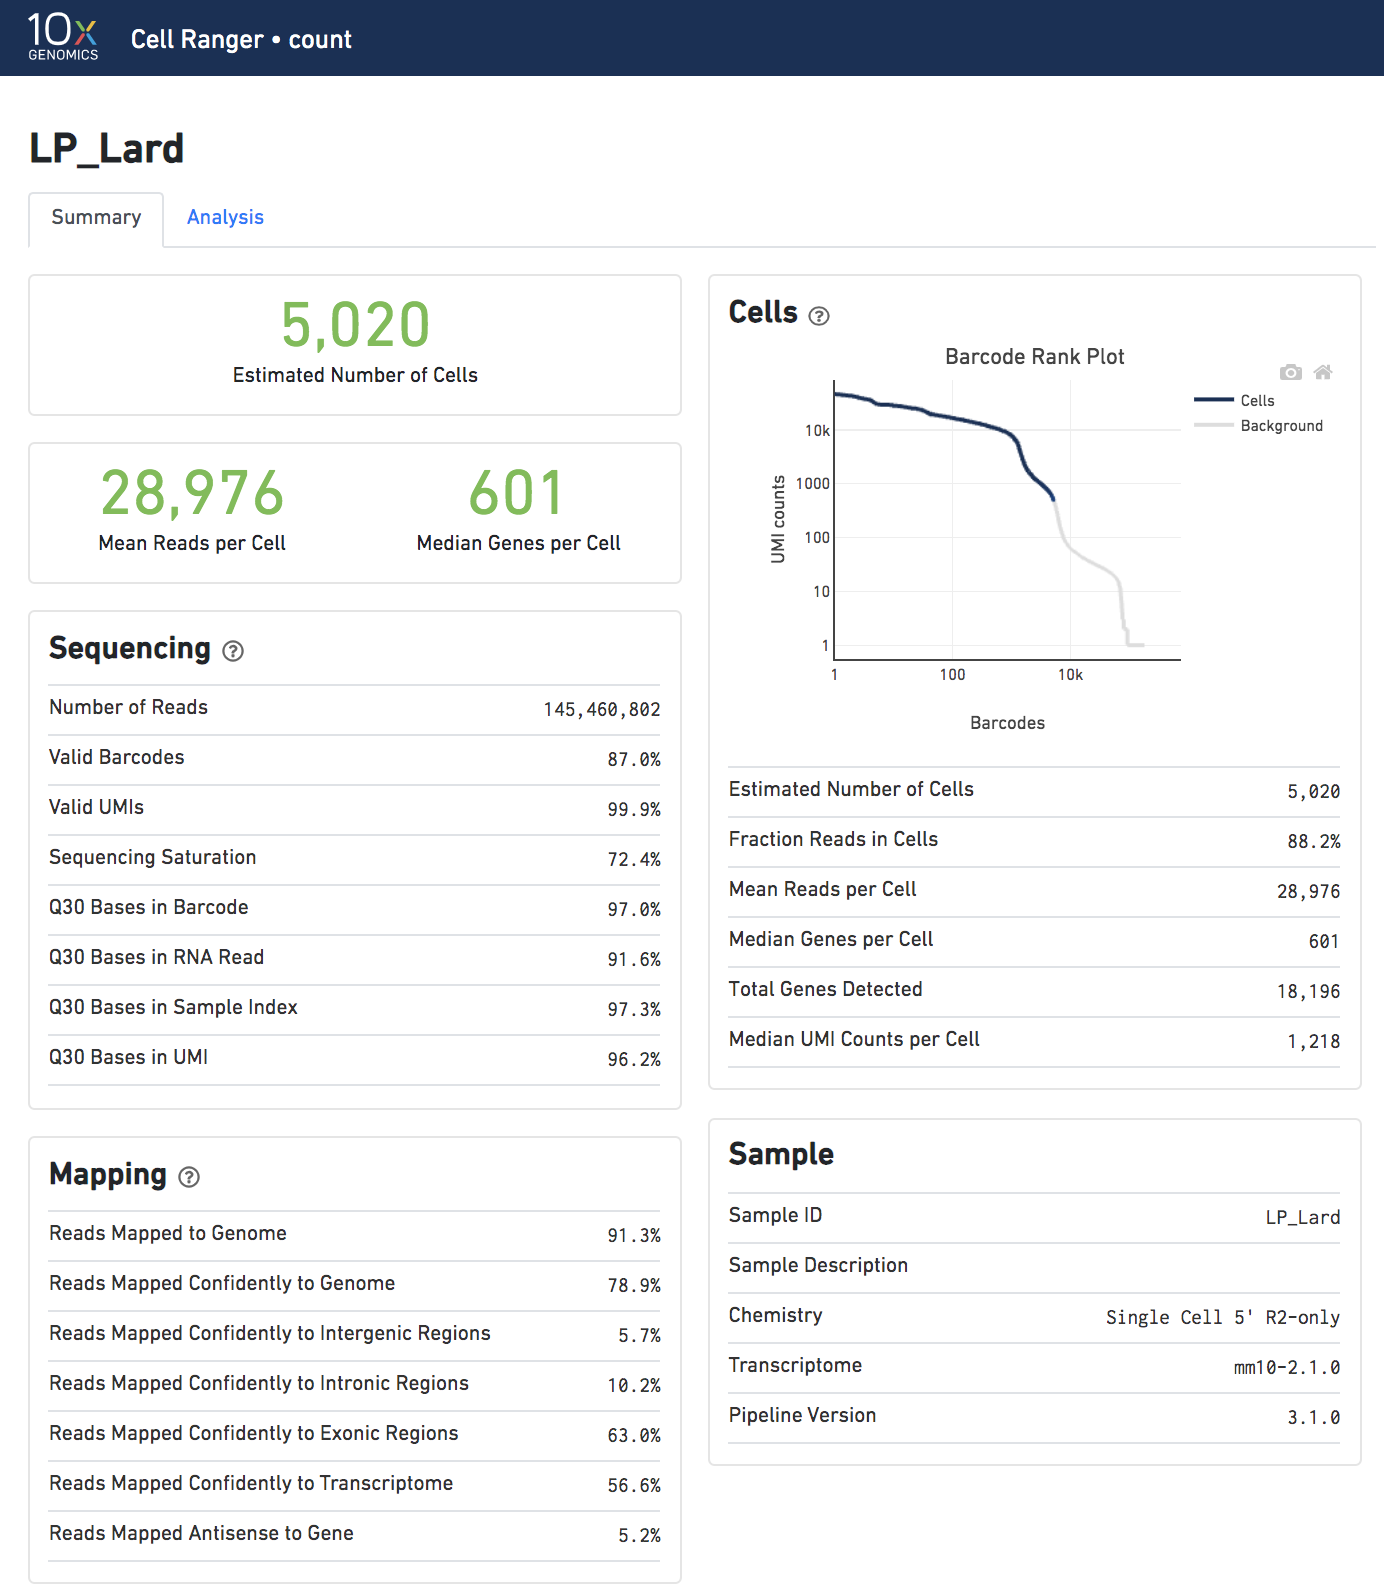 10x
GENOMICS
Cell Ranger • count
LP_Lard
Summary
Analysis
5,020
Estimated Number of Cells
28,976
Mean Reads per Cell
601
Median Genes per Cell
Sequencing ?
Number of Reads 145,460,802
Valid Barcodes 87.0%
Valid UMIs 99.9%
Sequencing Saturation 72.4%
Q30 Bases in Barcode 97.0%
Q30 Bases in RNA Read 91.6%
Q30 Bases in Sample Index 97.3%
Q30 Bases in UMI 96.2%
Mapping ?
Reads Mapped to Genome 91.3%
Reads Mapped Confidently to Genome 78.9%
Reads Mapped Confidently to Intergenic Regions 5.7%
Reads Mapped Confidently to Intronic Regions 10.2%
Reads Mapped Confidently to Exonic Regions 63.0%
Reads Mapped Confidently to Transcriptome 56.6%
Reads Mapped Antisense to Gene 5.2%
Cells ?
Barcode Rank Plot
Cells
Background
UMI counts
10k
1000
100
10
1
1 100 10k
Barcodes
Estimated Number of Cells 5,020
Fraction Reads in Cells 88.2%
Mean Reads per Cell 28,976
Median Genes per Cell 601
Total Genes Detected 18,196
Median UMI Counts per Cell 1,218
Sample
Sample ID LP_Lard
Sample Description
Chemistry Single Cell 5' R2-only
Transcriptome mm10-2.1.0
Pipeline Version 3.1.0